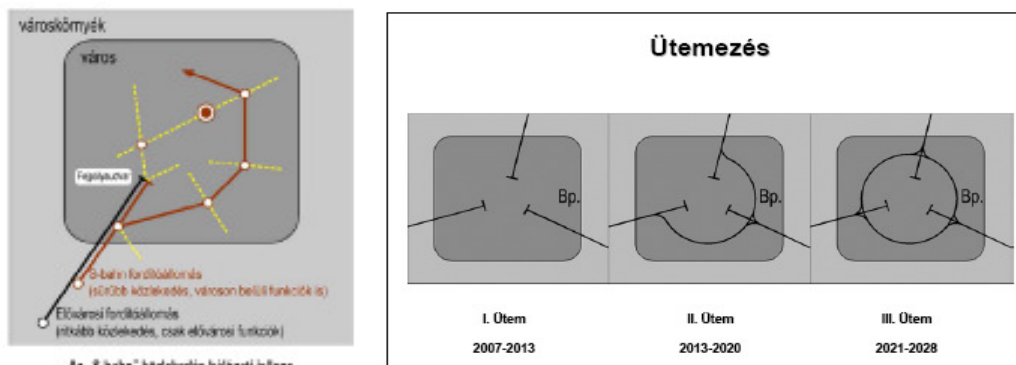 városkörnyék
város
Fejpályaudvar
S-bahn fordítóállomás
(sűrűbb közlekedés, városon belüli funkciók is)
Elővárosi fordítóállomás
(ritkább közlekedés, csak elővárosi funkciók)
Ütemezés
Bp.
Bp.
Bp.
I. Ütem
II. Ütem
III. Ütem
2007-2013
2013-2020
2021-2028